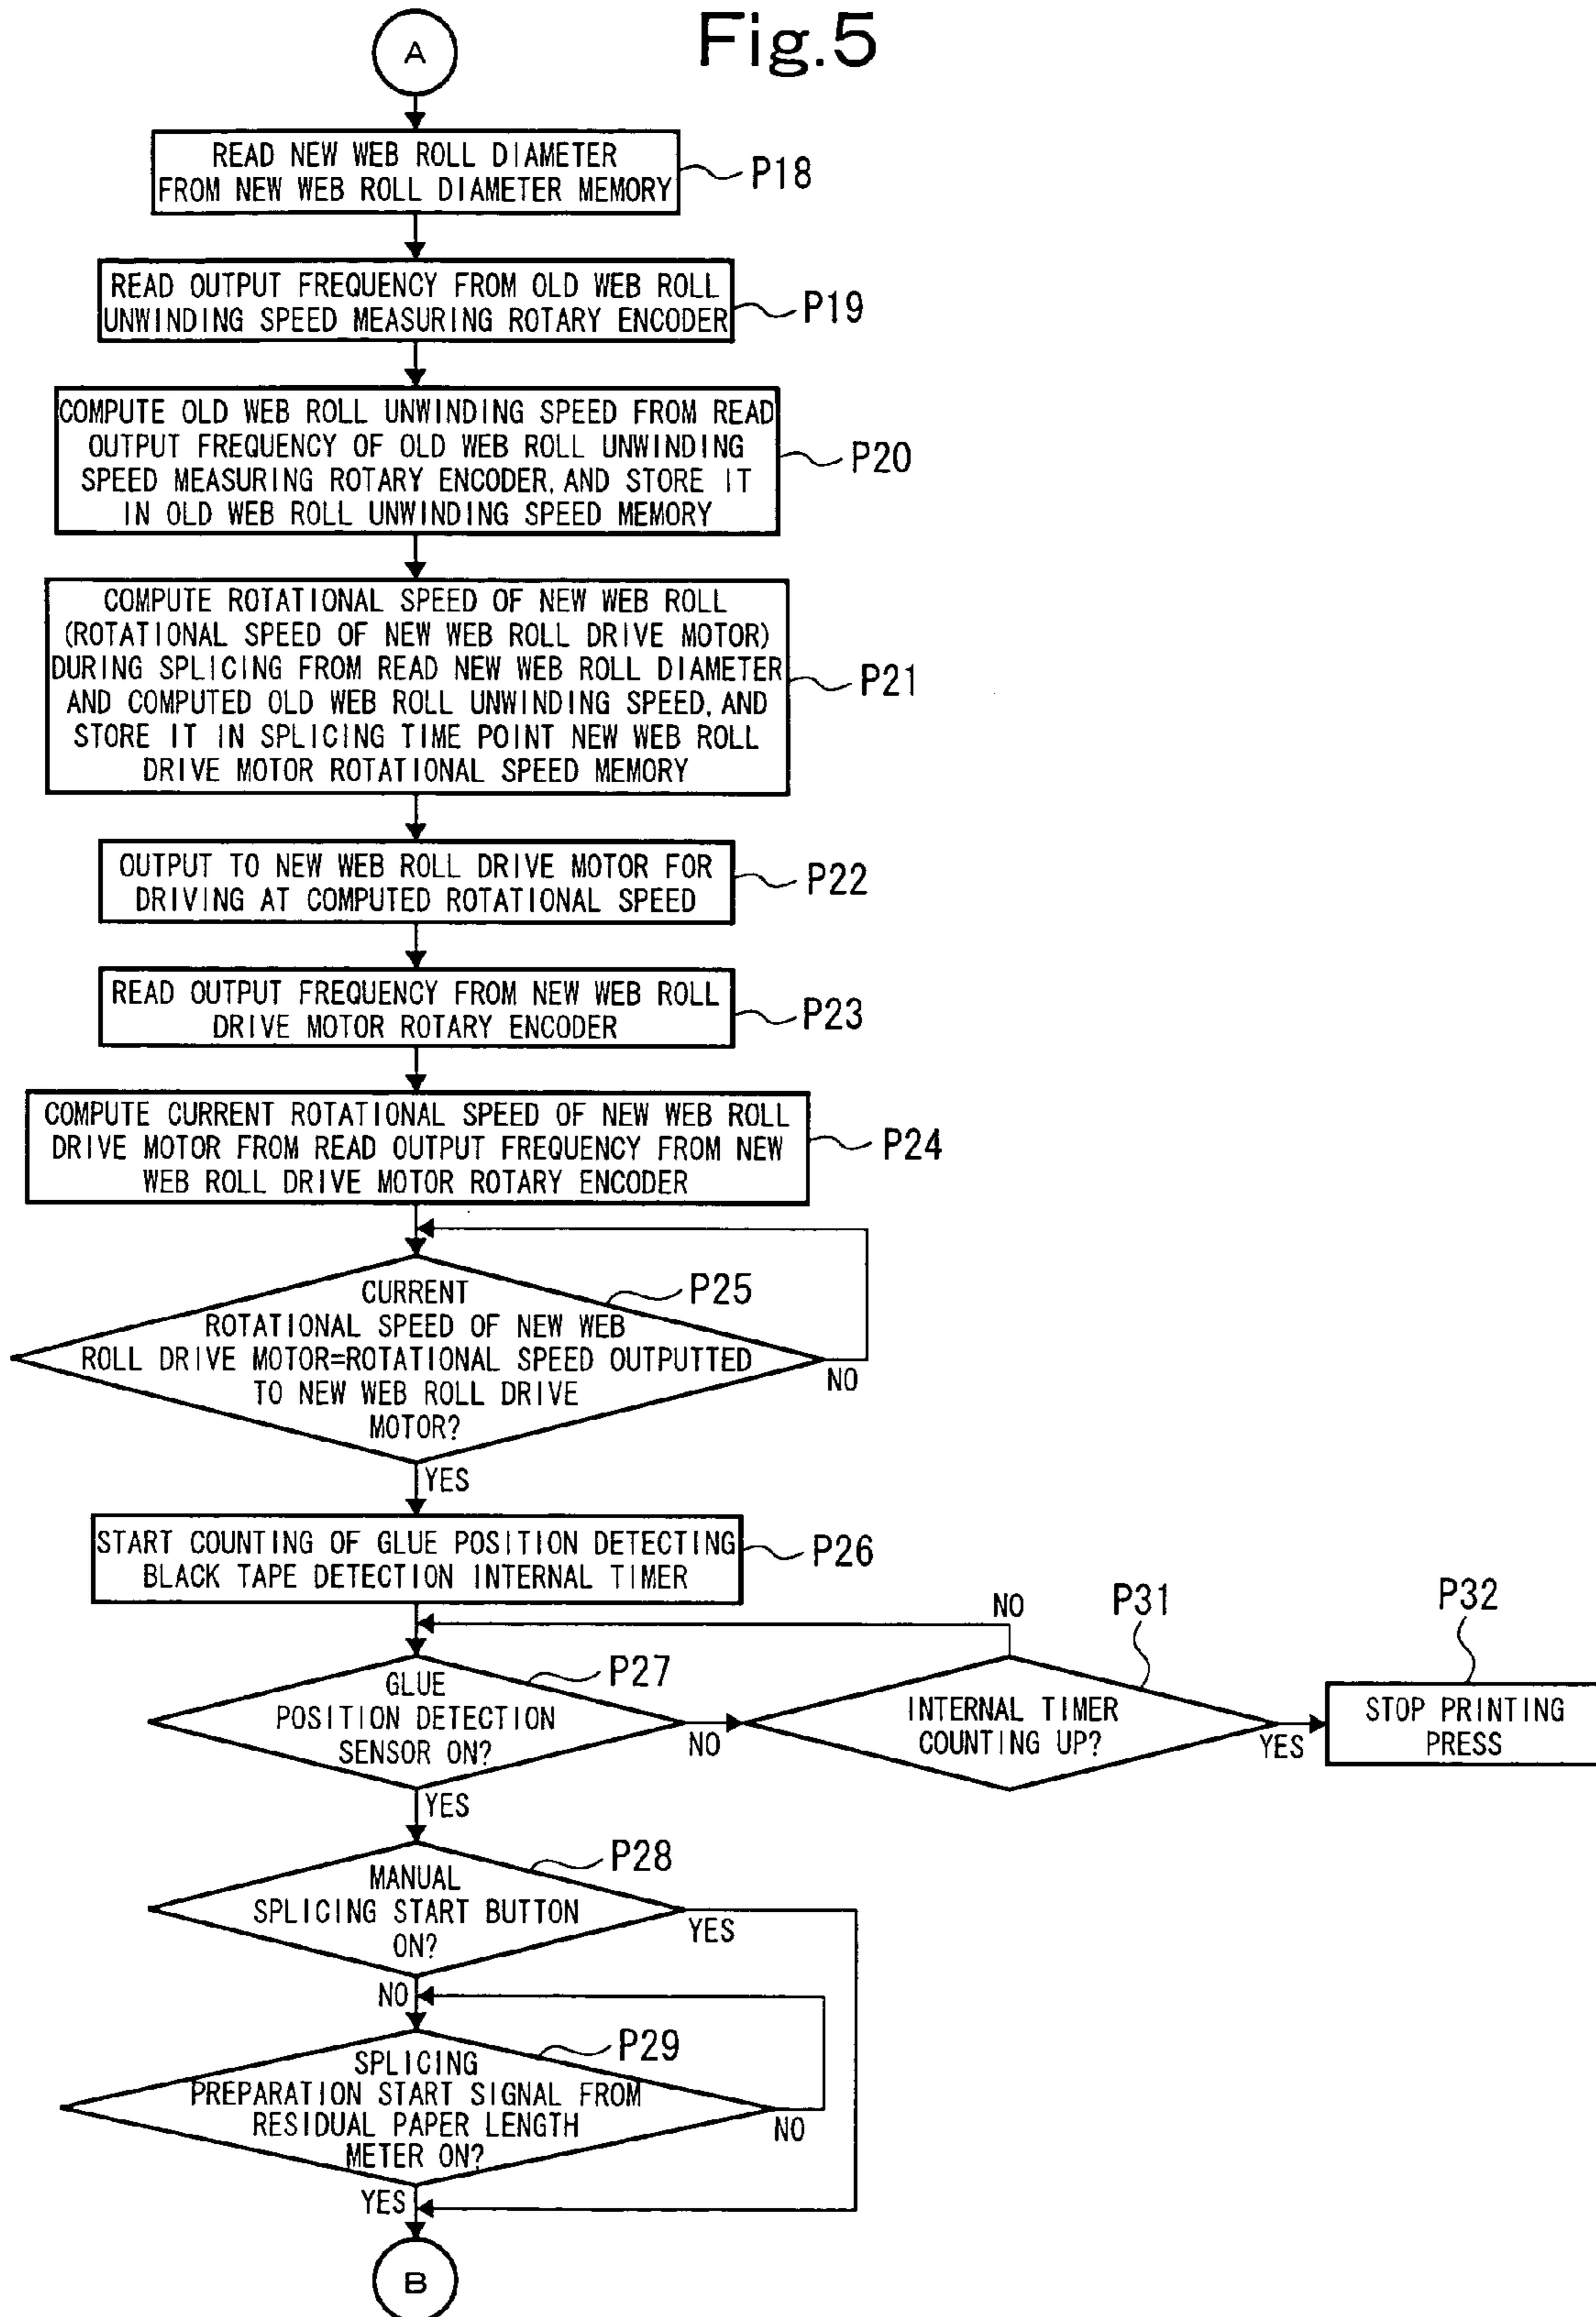 Fig.5
A
READ NEW WEB ROLL DIAMETER
FROM NEW WEB ROLL DIAMETER MEMORY
P18
READ OUTPUT FREQUENCY FROM OLD WEB ROLL
UNWINDING SPEED MEASURING ROTARY ENCODER
P19
COMPUTE OLD WEB ROLL UNWINDING SPEED FROM READ
OUTPUT FREQUENCY OF OLD WEB ROLL UNWINDING
SPEED MEASURING ROTARY ENCODER, AND STORE IT
IN OLD WEB ROLL UNWINDING SPEED MEMORY
P20
COMPUTE ROTATIONAL SPEED OF NEW WEB ROLL
(ROTATIONAL SPEED OF NEW WEB ROLL DRIVE MOTOR)
DURING SPLICING FROM READ NEW WEB ROLL DIAMETER
AND COMPUTED OLD WEB ROLL UNWINDING SPEED, AND
STORE IT IN SPLICING TIME POINT NEW WEB ROLL
DRIVE MOTOR ROTATIONAL SPEED MEMORY
P21
OUTPUT TO NEW WEB ROLL DRIVE MOTOR FOR
DRIVING AT COMPUTED ROTATIONAL SPEED
P22
READ OUTPUT FREQUENCY FROM NEW WEB ROLL
DRIVE MOTOR ROTARY ENCODER
P23
COMPUTE CURRENT ROTATIONAL SPEED OF NEW WEB ROLL
DRIVE MOTOR FROM READ OUTPUT FREQUENCY FROM NEW
WEB ROLL DRIVE MOTOR ROTARY ENCODER
P24
CURRENT
ROTATIONAL SPEED OF NEW WEB
ROLL DRIVE MOTOR=ROTATIONAL SPEED OUTPUTTED
TO NEW WEB ROLL DRIVE
MOTOR?
P25
NO
YES
START COUNTING OF GLUE POSITION DETECTING
BLACK TAPE DETECTION INTERNAL TIMER
P26
GLUE
POSITION DETECTION
SENSOR ON?
P27
NO
YES
INTERNAL TIMER
COUNTING UP?
P31
NO
YES
STOP PRINTING
PRESS
P32
MANUAL
SPLICING START BUTTON
ON?
P28
YES
NO
SPLICING
PREPARATION START SIGNAL FROM
RESIDUAL PAPER LENGTH
METER ON?
P29
NO
YES
B